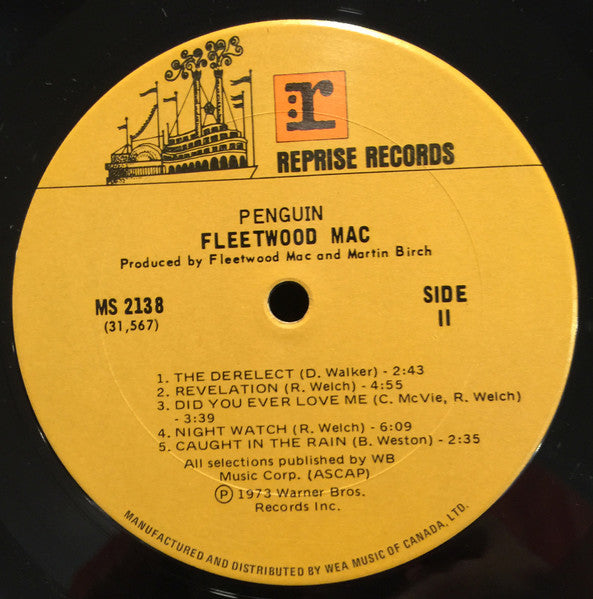 :r
REPRISE RECORDS
PENGUIN
FLEETWOOD MAC
Produced by Fleetwood Mac and Martin Birch
MS 2138
(31,567)
SIDE
II
1. THE DERELECT (D. Walker) - 2:43
2. REVELATION (R. Welch) - 4:55
3. DID YOU EVER LOVE ME (C. McVie, R. Welch)
- 3:39
4. NIGHT WATCH (R. Welch) - 6:09
5. CAUGHT IN THE RAIN (B. Weston) - 2:35
All selections published by WB
Music Corp. (ASCAP)
Ⓟ 1973 Warner Bros.
Records Inc.
MANUFACTURED AND DISTRIBUTED BY WEA MUSIC OF CANADA, LTD.